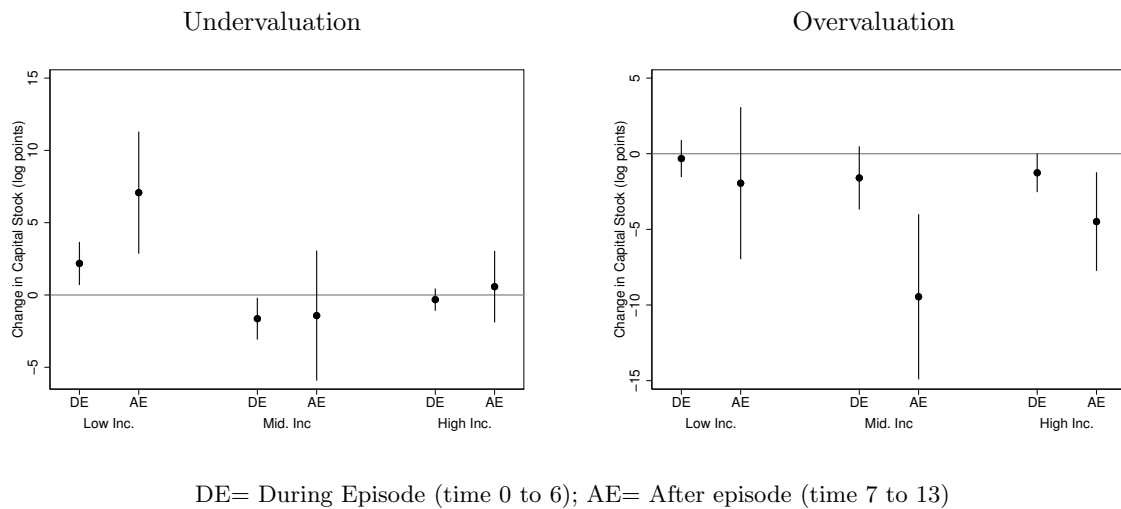 Undervaluation
Change in Capital Stock (log points)
15
10
5
0
−5
DE AE DE AE DE AE
Low Inc. Mid. Inc High Inc.
Overvaluation
Change in Capital Stock (log points)
5
0
−5
−10
−15
DE AE DE AE DE AE
Low Inc. Mid. Inc High Inc.
DE= During Episode (time 0 to 6); AE= After episode (time 7 to 13)